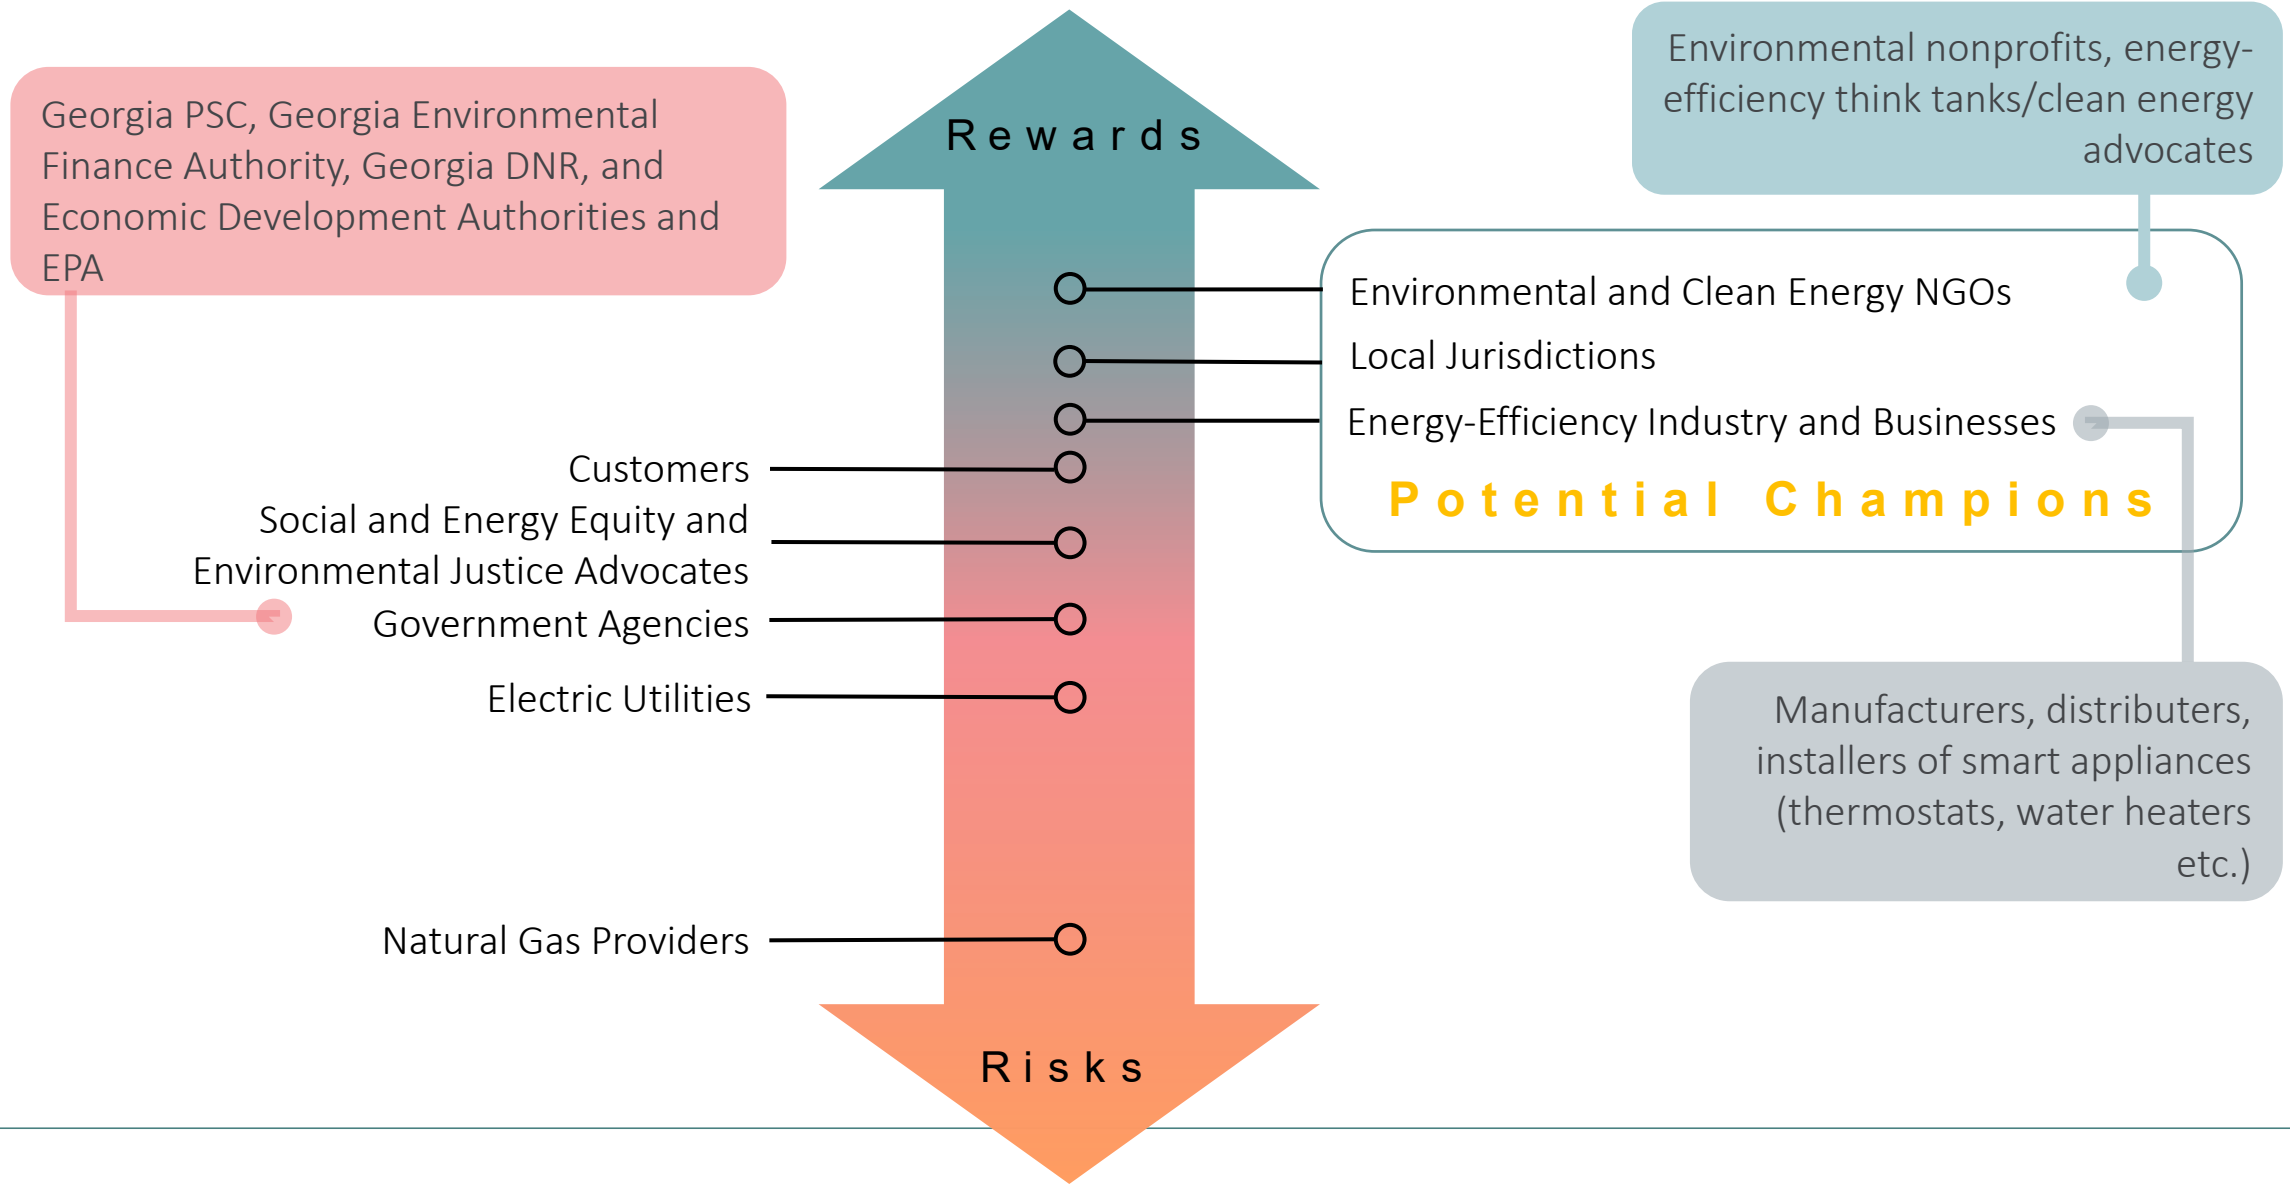 Georgia PSC, Georgia Environmental
Finance Authority, Georgia DNR, and
Economic Development Authorities and
EPA
Rewards
Environmental nonprofits, energy-
efficiency think tanks/clean energy
advocates
Environmental and Clean Energy NGOs
Local Jurisdictions
Energy-Efficiency Industry and Businesses
Potential Champions
Customers
Social and Energy Equity and
Environmental Justice Advocates
Government Agencies
Electric Utilities
Natural Gas Providers
Manufacturers, distributers,
installers of smart appliances
(thermostats, water heaters
etc.)
Risks